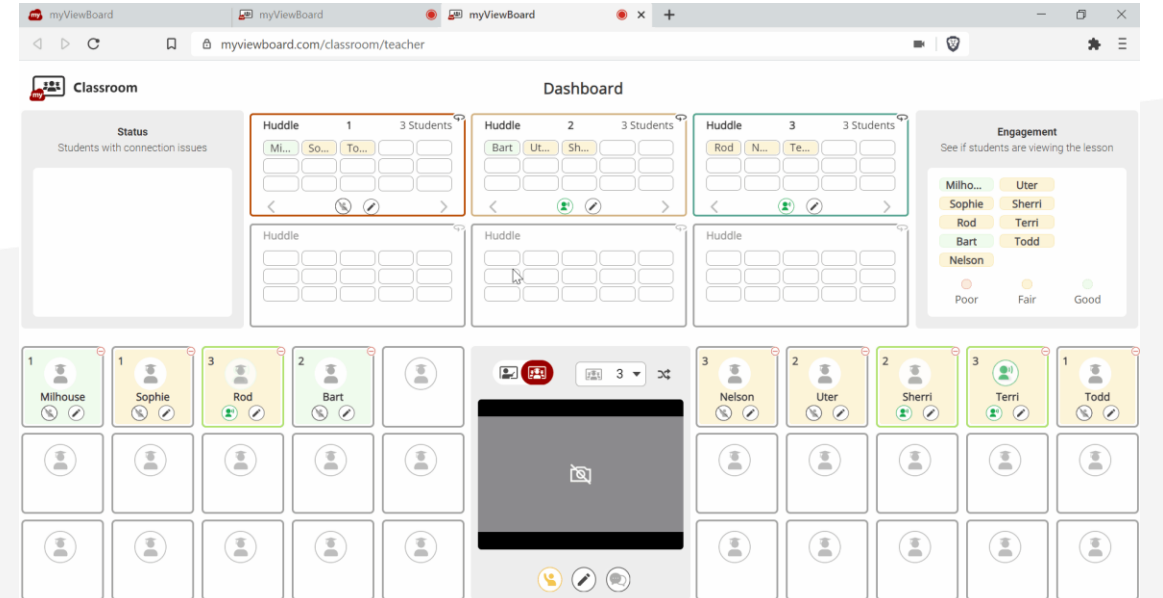 myViewBoard
myViewBoard
myViewBoard
myviewboard.com/classroom/teacher
my
Classroom
Dashboard
Status
Students with connection issues
Huddle 1 3 Students
Mi... So... To...
Huddle 2 3 Students
Bart Ut... Sh...
Huddle 3 3 Students
Rod N... Te...
Huddle
Huddle
Huddle
Engagement
See if students are viewing the lesson
Milho... Uter
Sophie Sherri
Rod Terri
Bart Todd
Nelson
Poor Fair Good
1 Milhouse
1 Sophie
3 Rod
2 Bart
3
3 Nelson
2 Uter
2 Sherri
3 Terri
1 Todd